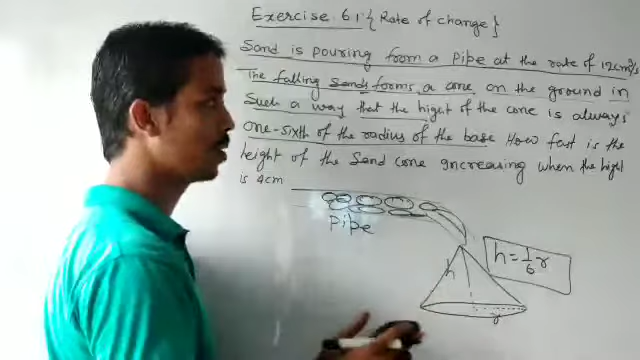 Exercise 6.1 {Rate of change}
Sand is pouring form a pipe at the rate of 12cm³/s
The falling sands forms a cone on the ground in
Such a way that the hight of the cone is always
one-sixth of the radius of the base How fast is the
height of the Sand cone increasing when the hight
is 4cm
pipe
h
h = 1/6 r
r